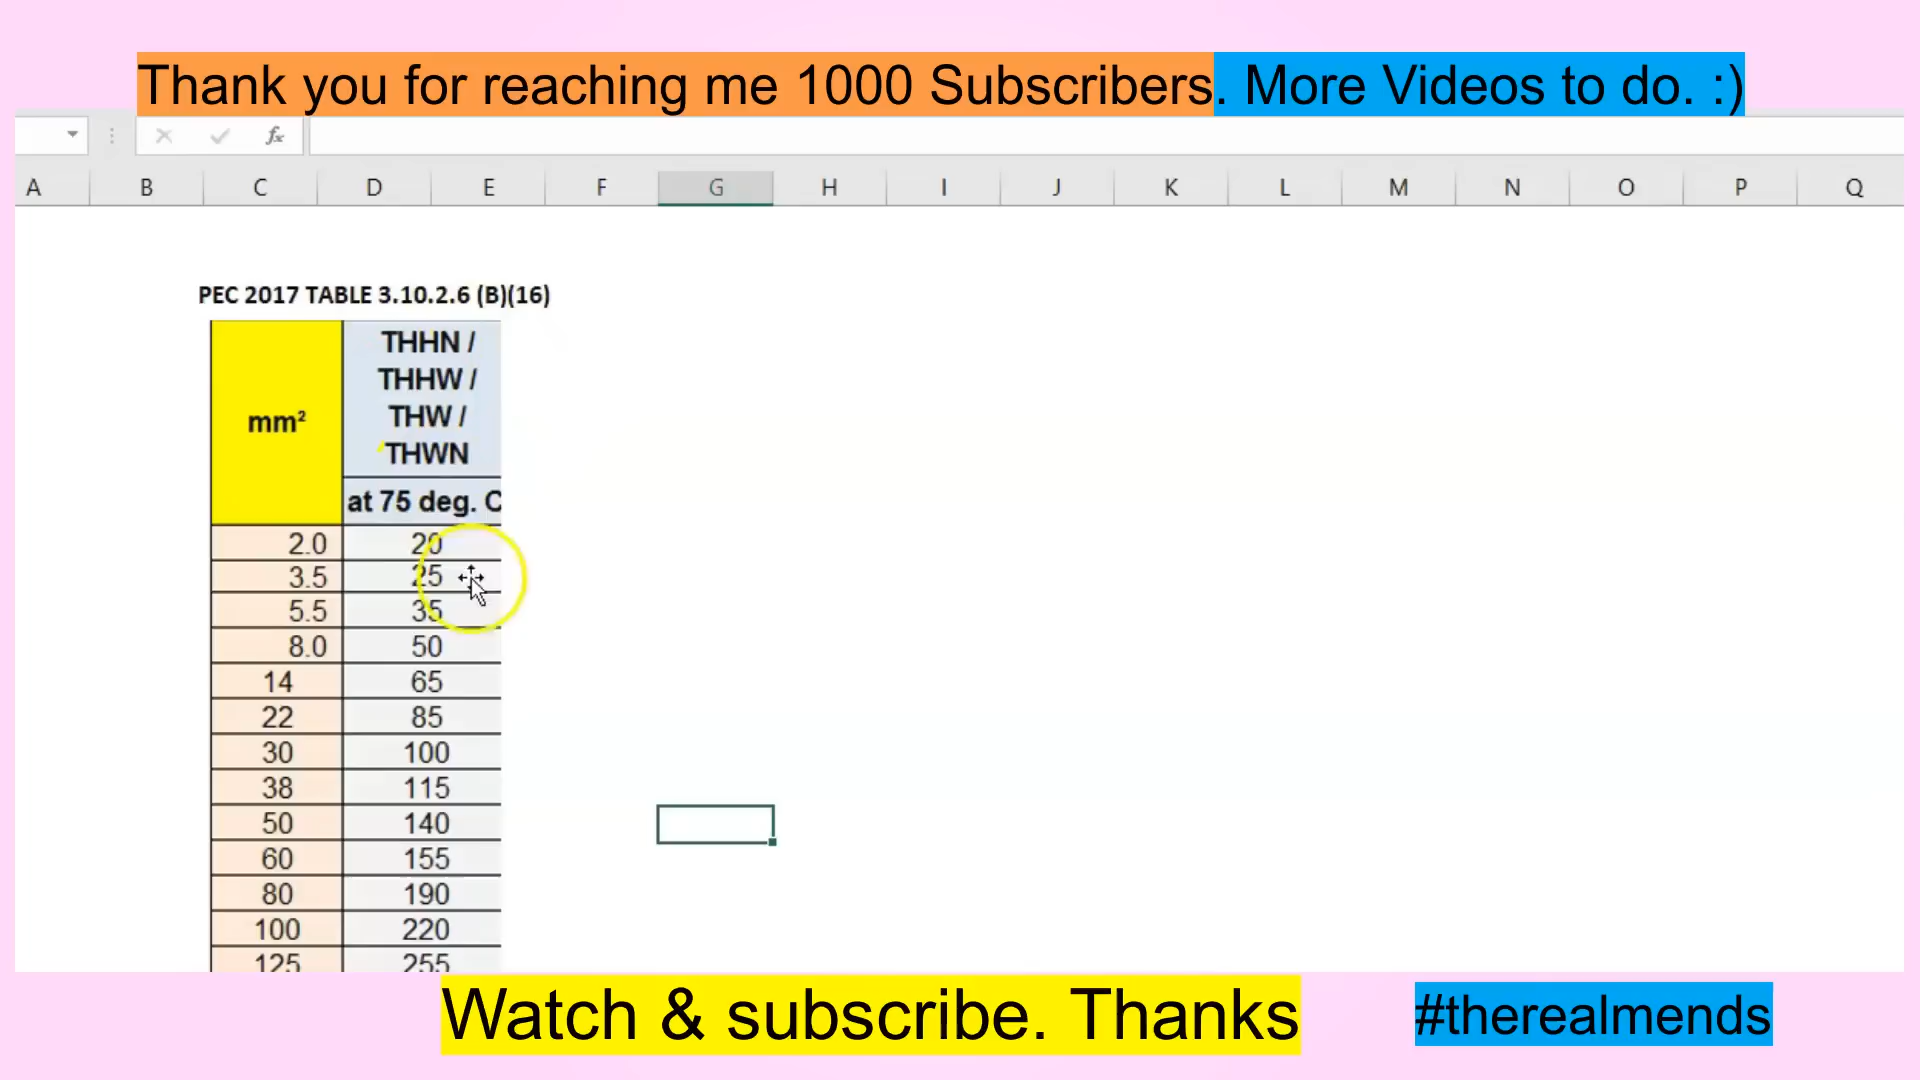 Thank you for reaching me 1000 Subscribers. More Videos to do. :)
fx
A B C D E F G H I J K L M N O P Q
PEC 2017 TABLE 3.10.2.6 (B)(16)
mm²
THHN /
THHW /
THW /
THWN
at 75 deg. C
2.0 20
3.5 25
5.5 35
8.0 50
14 65
22 85
30 100
38 115
50 140
60 155
80 190
100 220
125 255
Watch & subscribe. Thanks
#therealmends